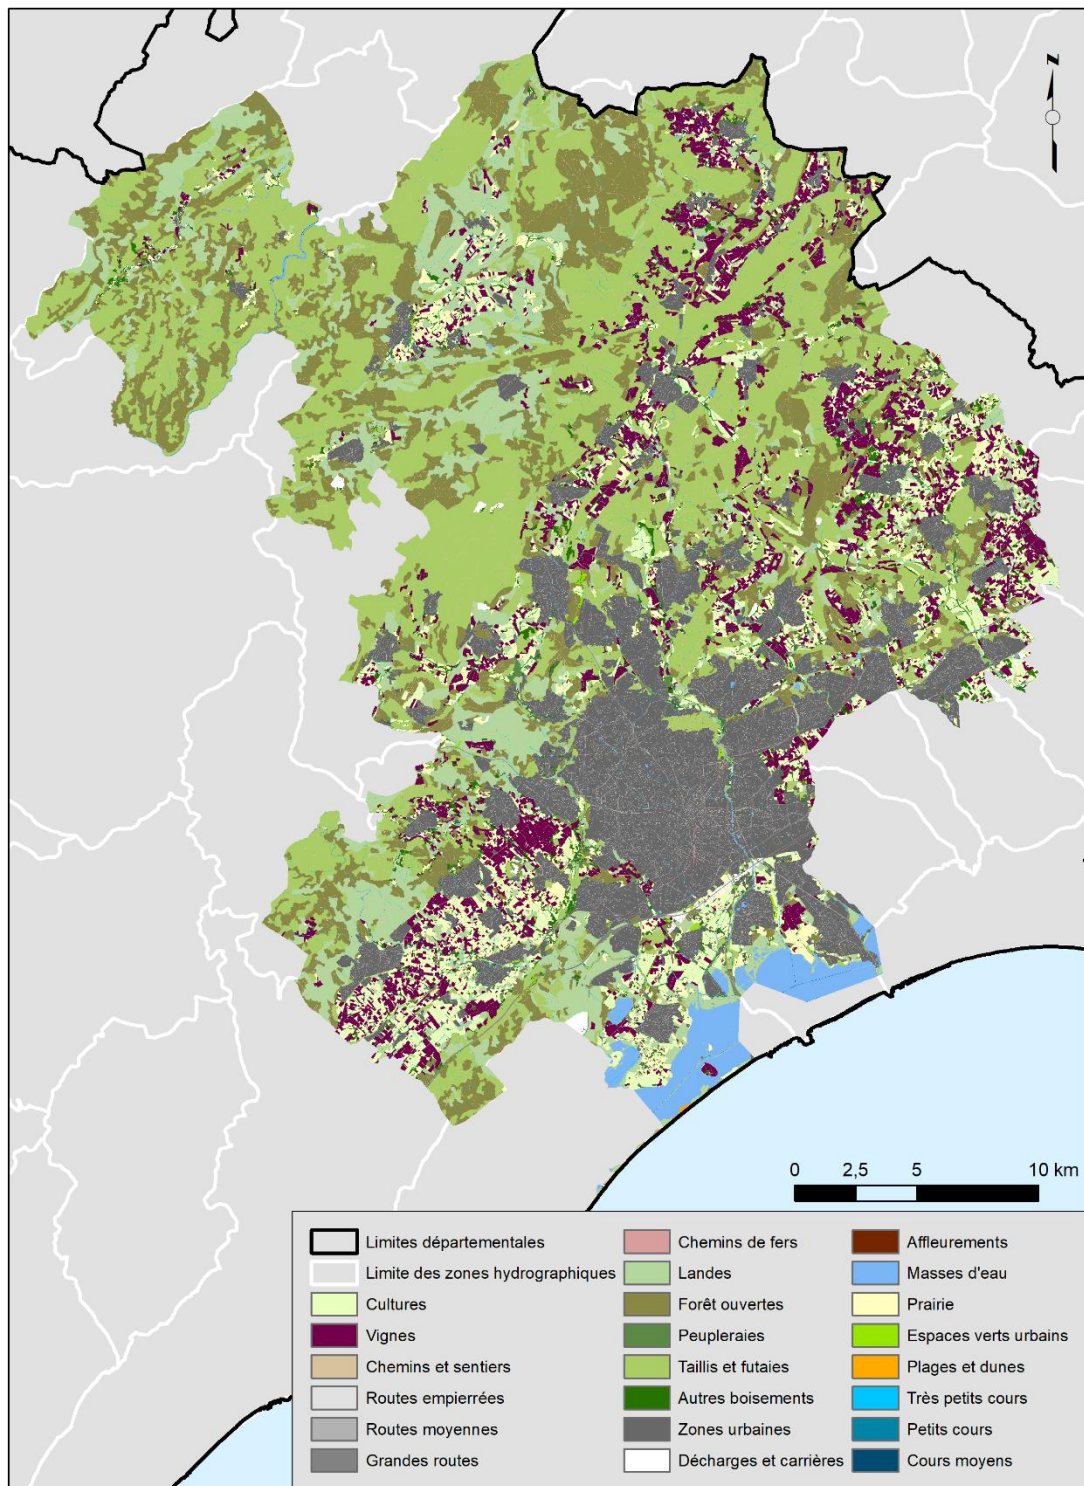 N
0 2,5 5 10 km
Limites départementales
Limite des zones hydrographiques
Cultures
Vignes
Chemins et sentiers
Routes empierrées
Routes moyennes
Grandes routes
Chemins de fers
Landes
Forêt ouvertes
Peupleraies
Taillis et futaies
Autres boisements
Zones urbaines
Décharges et carrières
Affleurements
Masses d'eau
Prairie
Espaces verts urbains
Plages et dunes
Très petits cours
Petits cours
Cours moyens